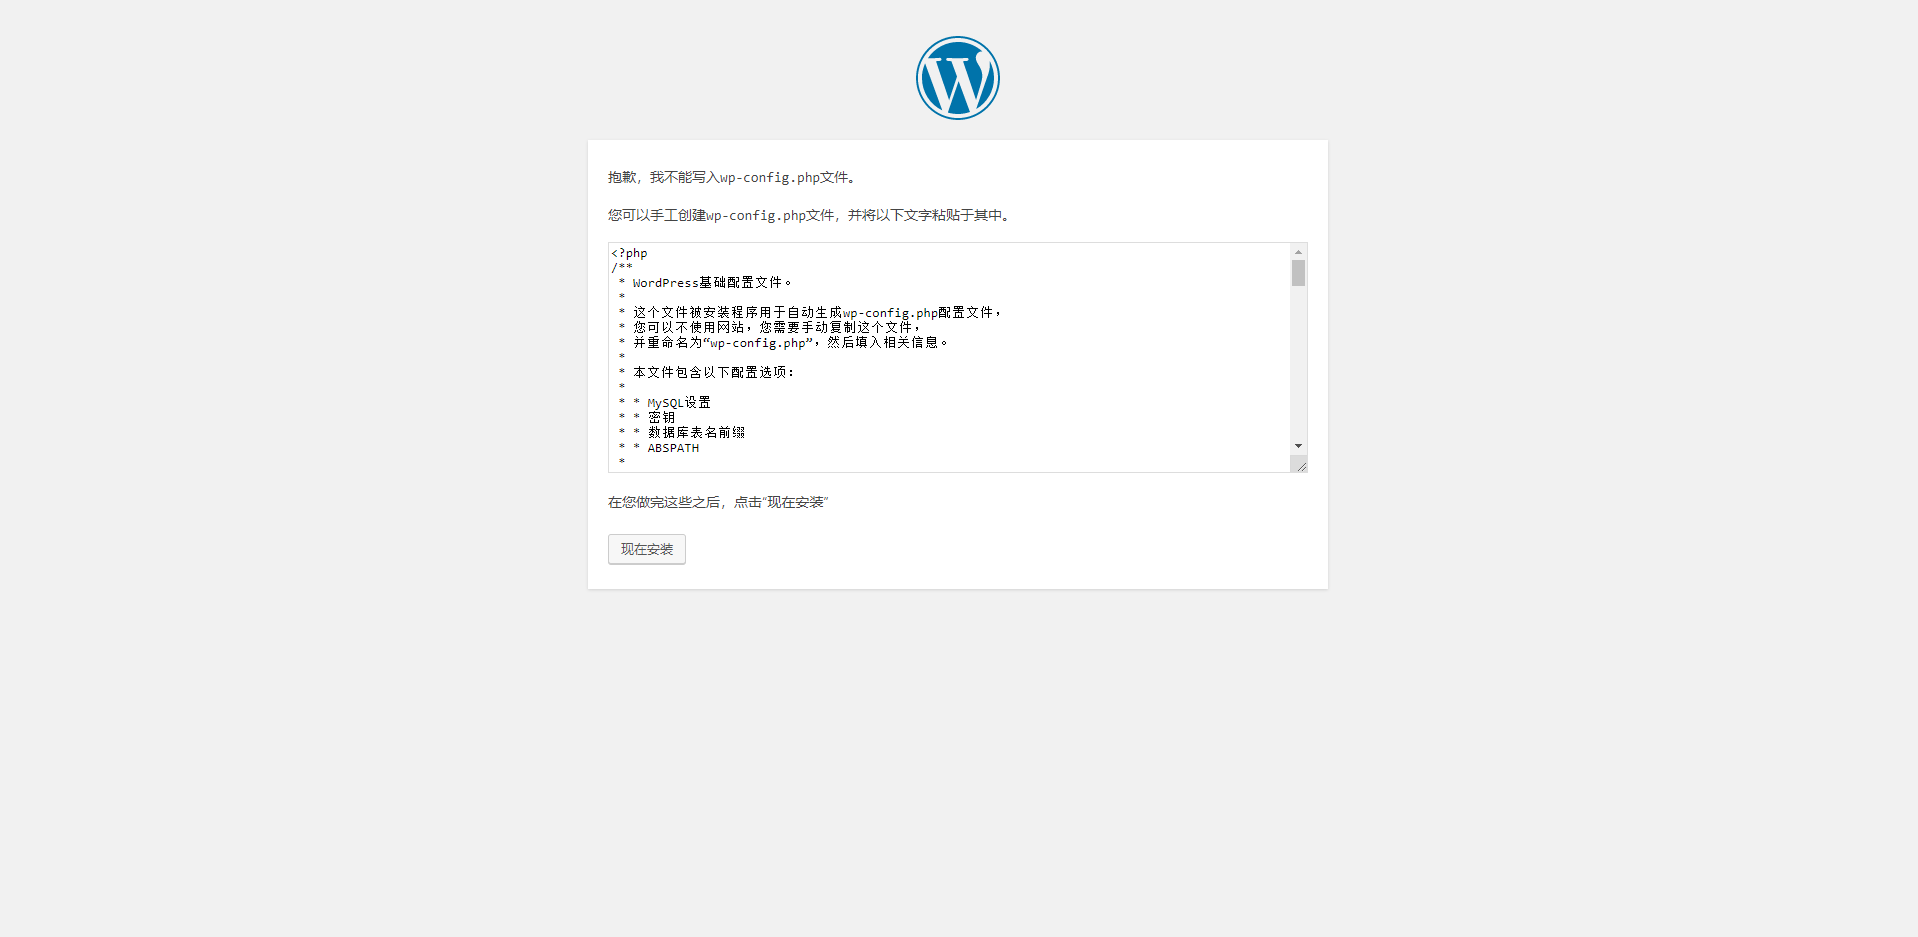 抱歉，我不能写入wp-config.php文件。
您可以手工创建wp-config.php文件，并将以下文字粘贴于其中。
<?php
/**
 * WordPress基础配置文件。
 *
 * 这个文件被安装程序用于自动生成wp-config.php配置文件，
 * 您可以不使用网站，您需要手动复制这个文件，
 * 并重命名为“wp-config.php”，然后填入相关信息。
 *
 * 本文件包含以下配置选项：
 *
 * * MySQL设置
 * * 密钥
 * * 数据库表名前缀
 * * ABSPATH
 *
在您做完这些之后，点击“现在安装”
现在安装